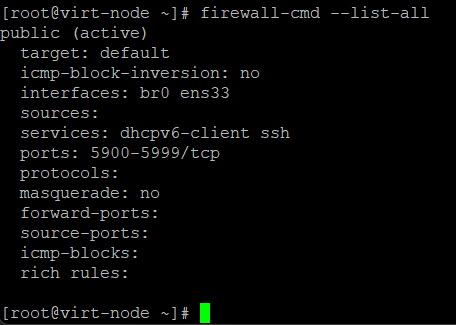 [root@virt-node ~]# firewall-cmd --list-all
public (active)
  target: default
  icmp-block-inversion: no
  interfaces: br0 ens33
  sources:
  services: dhcpv6-client ssh
  ports: 5900-5999/tcp
  protocols:
  masquerade: no
  forward-ports:
  source-ports:
  icmp-blocks:
  rich rules:
[root@virt-node ~]#